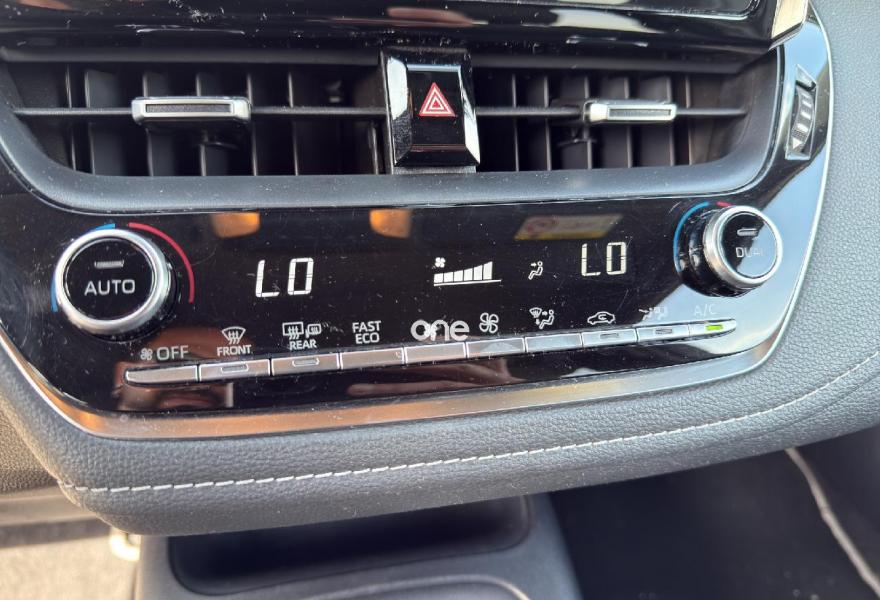 AUTO
LO
LO
DUAL
OFF
FRONT
REAR
FAST
ECO
one
A/C